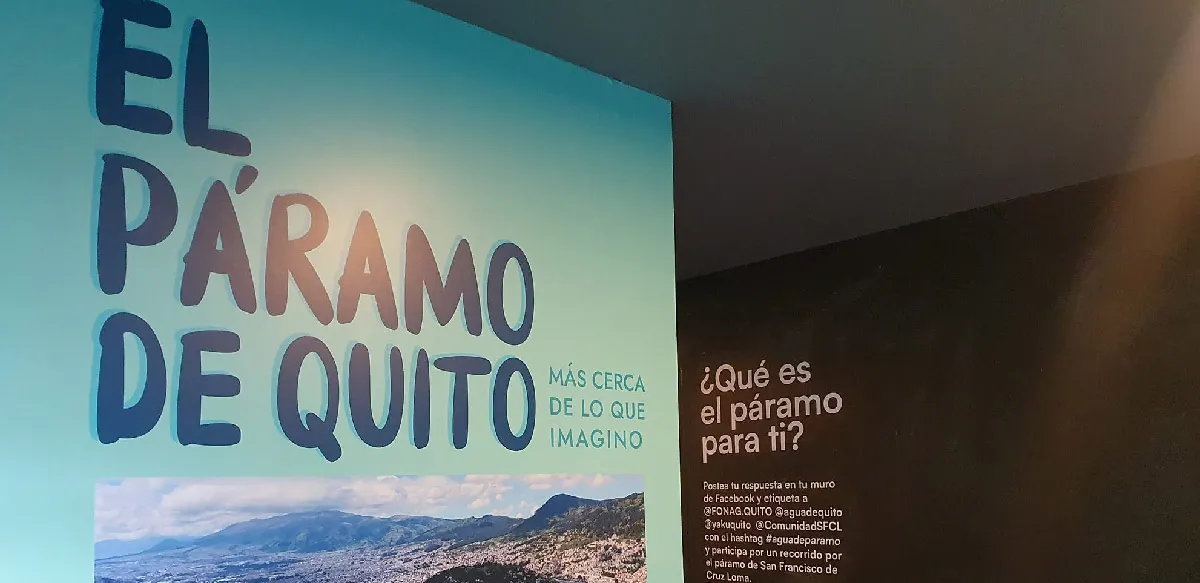 EL
PÁRAMO
DE QUITO
MÁS CERCA
DE LO QUE
IMAGINO
¿Qué es
el páramo
para ti?
Postea tu respuesta en tu muro
de Facebook y etiqueta a
@FONAG.QUITO @aguadequito
@yakuquito @ComunidadSFCL
con el hashtag #aguadeparamo
y participa por un recorrido por
el páramo de San Francisco de
Cruz Loma.